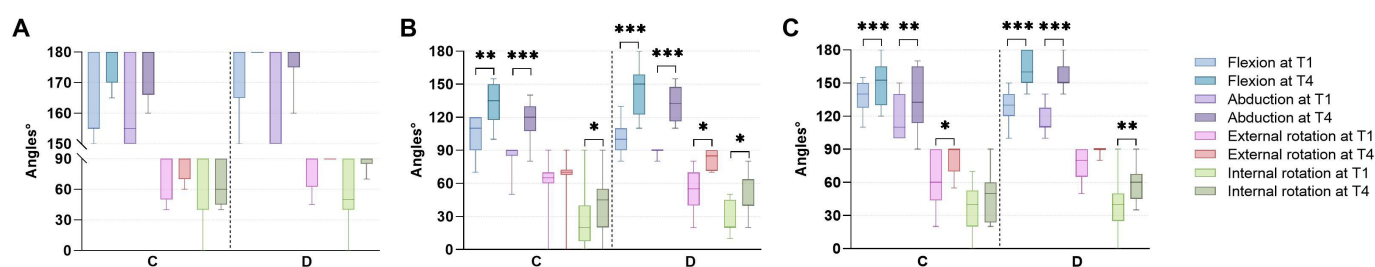 A
Angles°
180
170
160
150
90
60
30
0
C
D
B
Angles°
180
150
120
90
60
30
0
** *** * *** *** * *
C
D
C
Angles°
180
150
120
90
60
30
0
*** ** * *** *** **
C
D
Flexion at T1
Flexion at T4
Abduction at T1
Abduction at T4
External rotation at T1
External rotation at T4
Internal rotation at T1
Internal rotation at T4